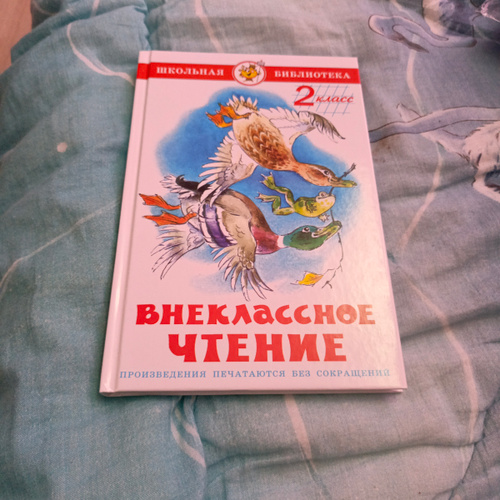 ШКОЛЬНАЯ БИБЛИОТЕКА
2 класс
ВНЕКЛАССНОЕ
ЧТЕНИЕ
ПРОИЗВЕДЕНИЯ ПЕЧАТАЮТСЯ БЕЗ СОКРАЩЕНИЙ